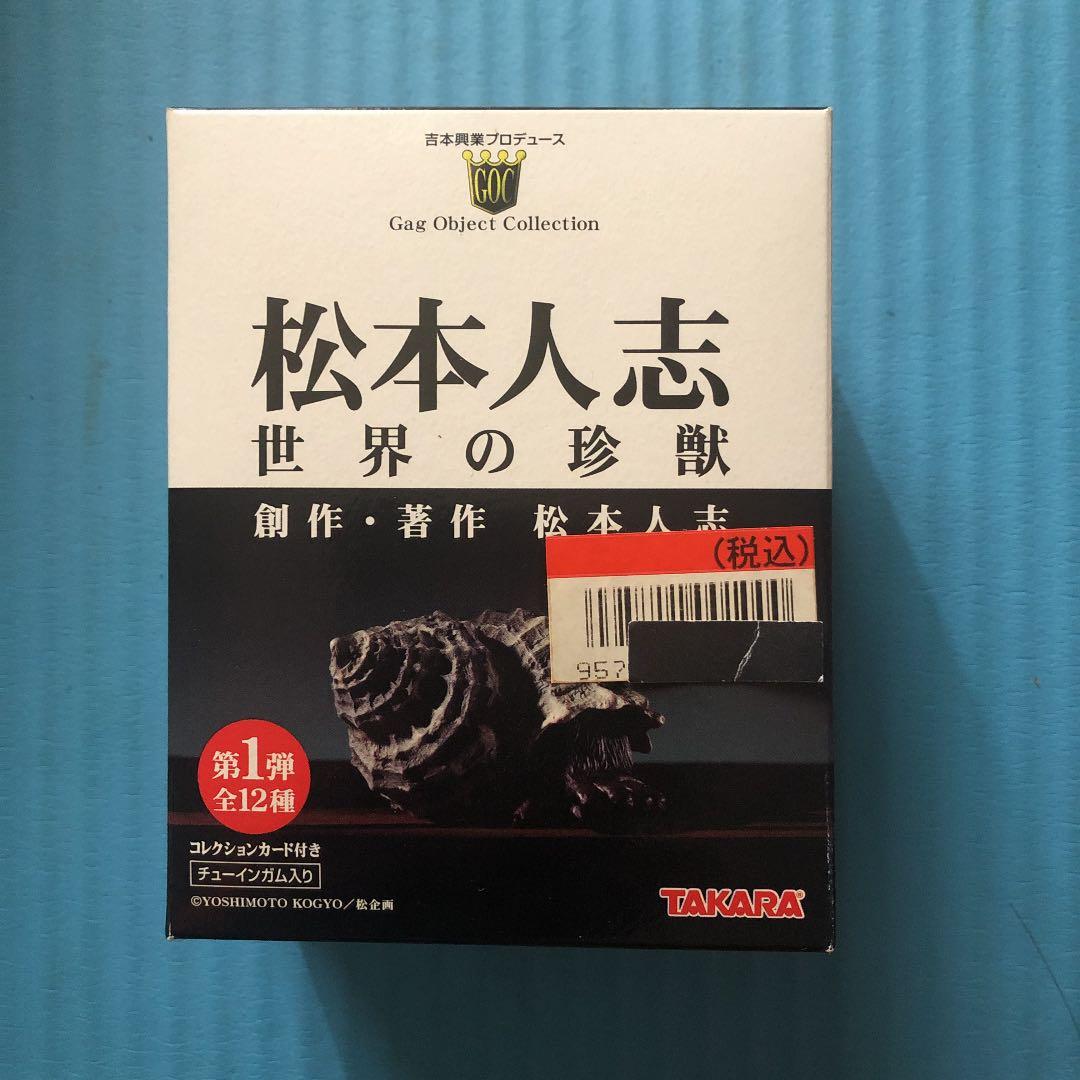 吉本興業プロデュース
GOC
Gag Object Collection
松本人志
世界の珍獣
創作・著作 松本人志
(税込)
957
第1弾
全12種
コレクションカード付き
チューインガム入り
©YOSHIMOTO KOGYO/松企画
TAKARA®